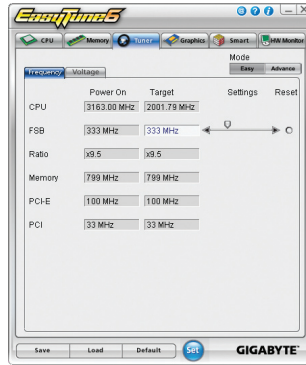 EasyTune6
CPU Memory Tuner Graphics Smart HW Monitor
Mode
Easy Advance
Frequency Voltage
Power On Target Settings Reset
CPU 3163.00 MHz 2001.79 MHz
FSB 333 MHz 333 MHz
Ratio x9.5 x9.5
Memory 799 MHz 799 MHz
PCI-E 100 MHz 100 MHz
PCI 33 MHz 33 MHz
Save Load Default Set GIGABYTE